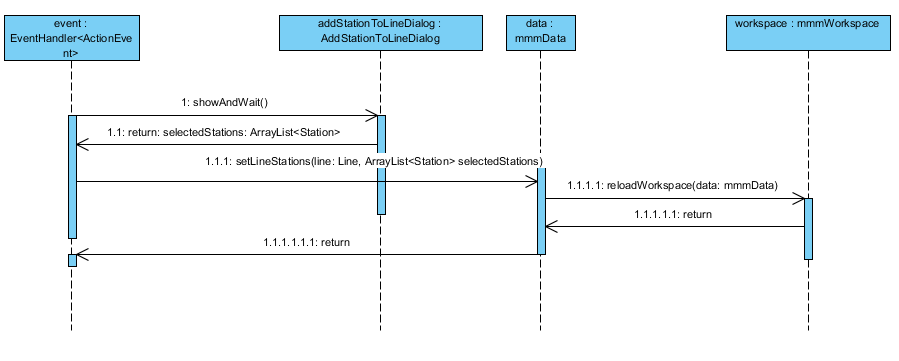 event :
EventHandler<ActionEve
nt>
addStationToLineDialog :
AddStationToLineDialog
data :
mmmData
workspace : mmmWorkspace
1: showAndWait()
1.1: return: selectedStations: ArrayList<Station>
1.1.1: setLineStations(line: Line, ArrayList<Station> selectedStations)
1.1.1.1: reloadWorkspace(data: mmmData)
1.1.1.1.1: return
1.1.1.1.1.1: return